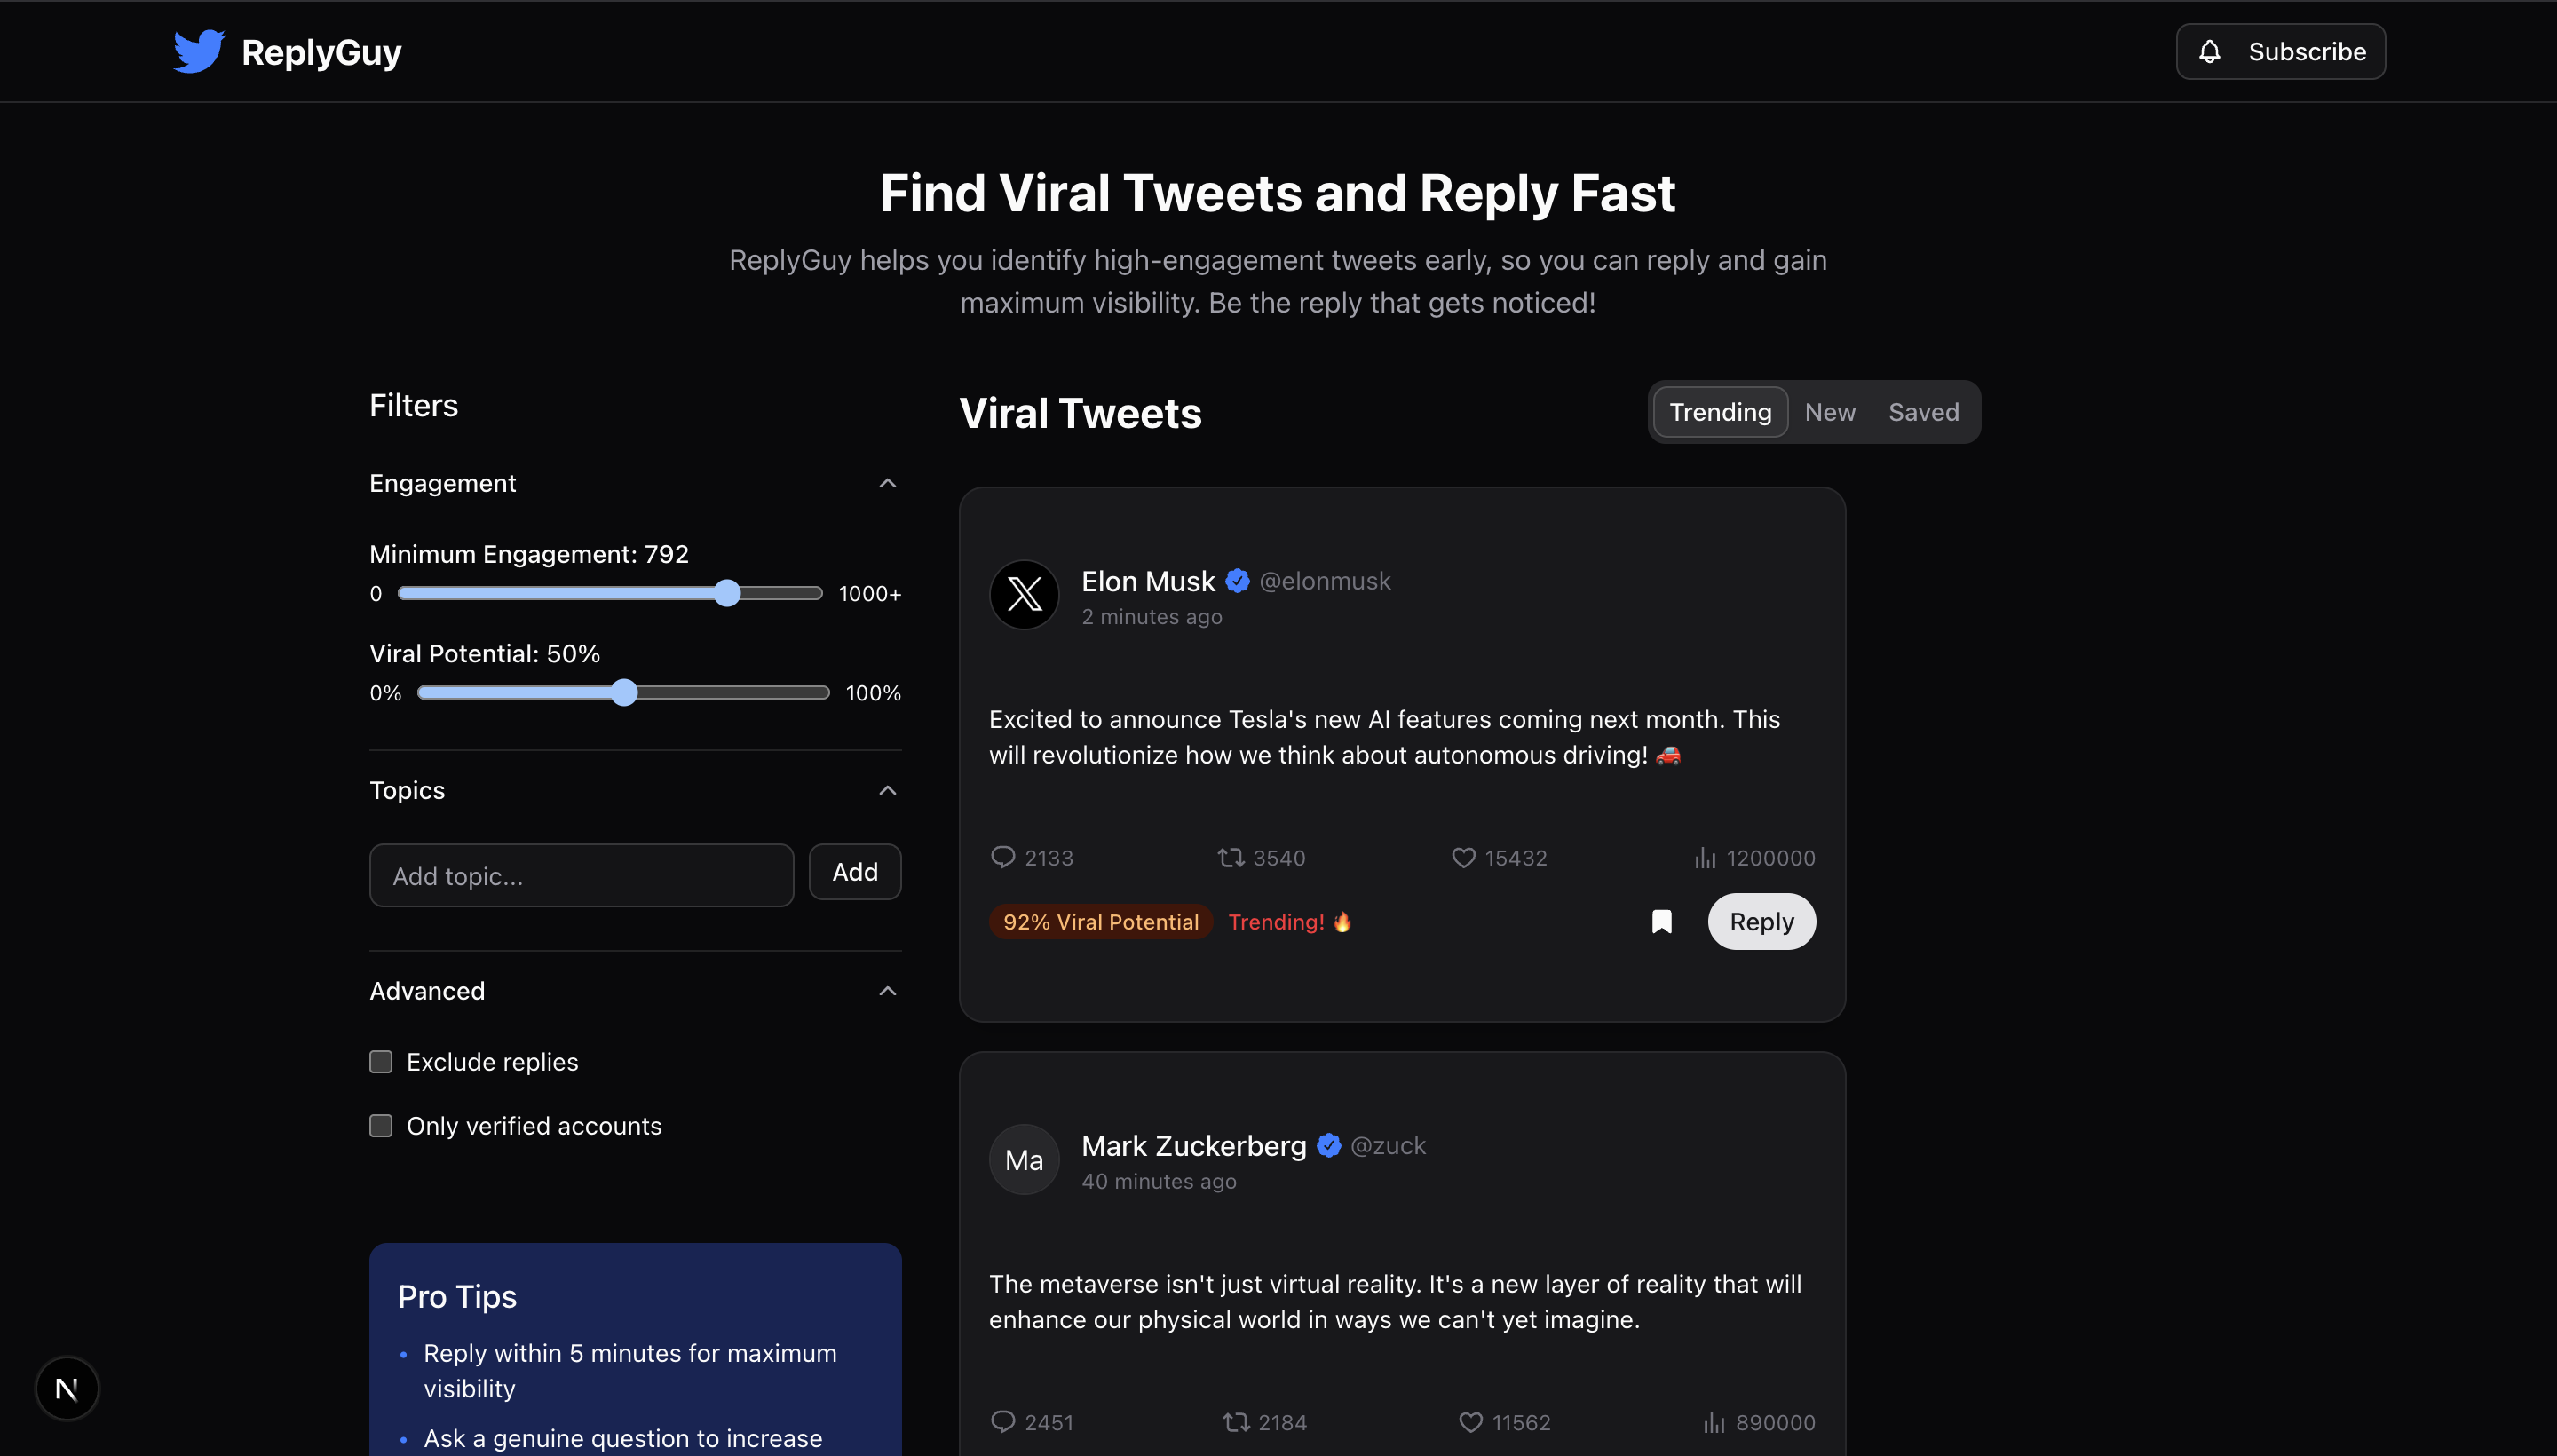 ReplyGuy
Subscribe
Find Viral Tweets and Reply Fast
ReplyGuy helps you identify high-engagement tweets early, so you can reply and gain
maximum visibility. Be the reply that gets noticed!
Filters
Engagement
Minimum Engagement: 792
0 1000+
Viral Potential: 50%
0% 100%
Topics
Add topic...
Add
Advanced
Exclude replies
Only verified accounts
Pro Tips
• Reply within 5 minutes for maximum
visibility
• Ask a genuine question to increase
N
Viral Tweets
Trending New Saved
Elon Musk @elonmusk
2 minutes ago
Excited to announce Tesla's new AI features coming next month. This
will revolutionize how we think about autonomous driving! 🚗
2133 3540 15432 1200000
92% Viral Potential Trending! 🔥 Reply
Ma
Mark Zuckerberg @zuck
40 minutes ago
The metaverse isn't just virtual reality. It's a new layer of reality that will
enhance our physical world in ways we can't yet imagine.
2451 2184 11562 890000